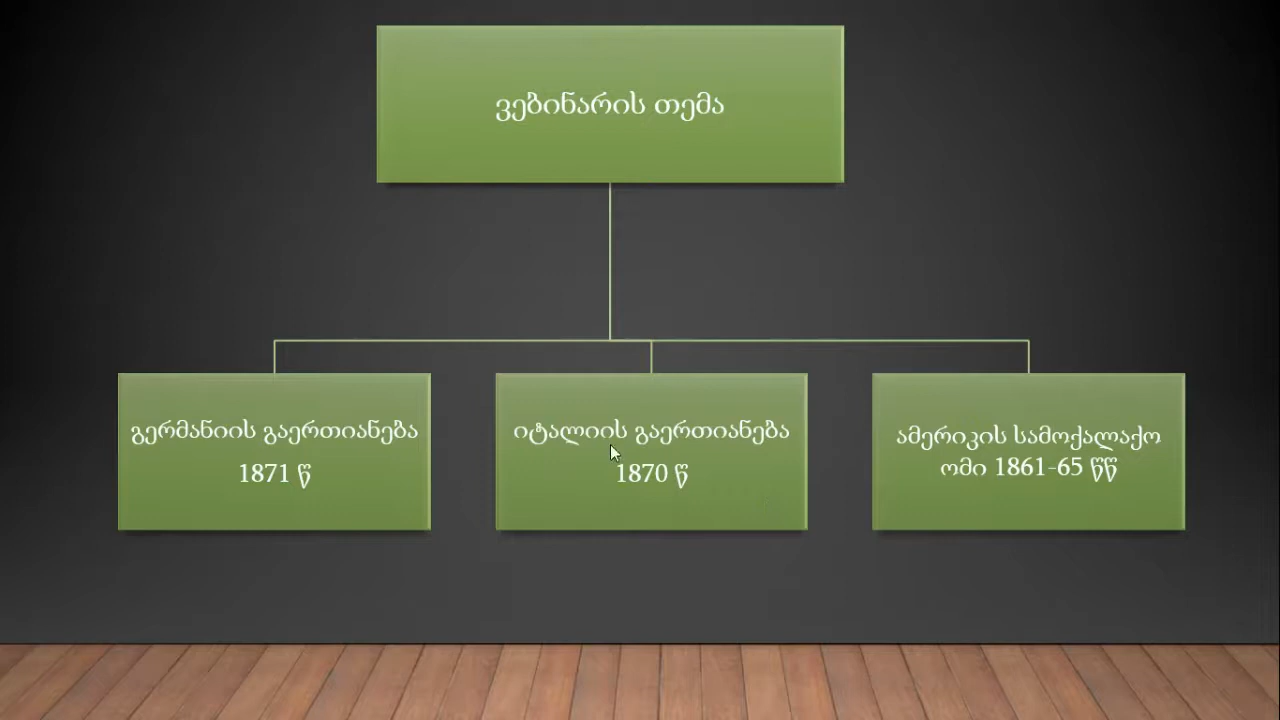 ვებინარის თემა
გერმანიის გაერთიანება
1871 წ
იტალიის გაერთიანება
1870 წ
ამერიკის სამოქალაქო
ომი 1861-65 წწ